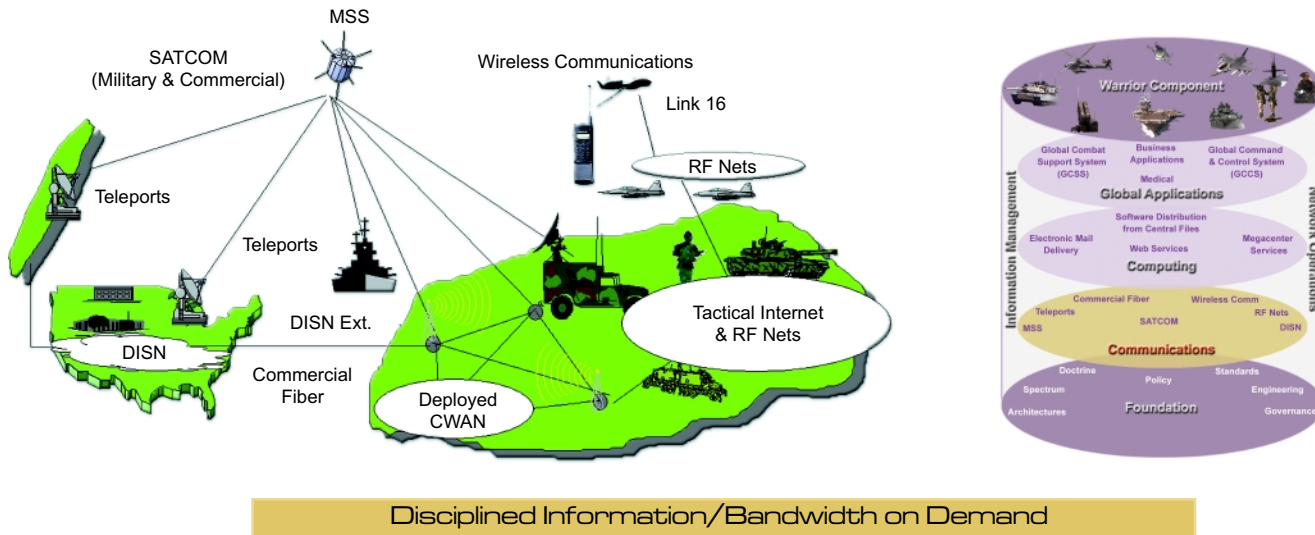 MSS
SATCOM
(Military & Commercial)
Wireless Communications
Link 16
RF Nets
Teleports
Teleports
DISN Ext.
DISN
Commercial
Fiber
Deployed
CWAN
Tactical Internet
& RF Nets
Information Management
Network Operations
Warrior Component
Global Combat
Support System
(GCSS)
Business
Applications
Global Command
& Control System
(GCCS)
Medical
Global Applications
Software Distribution
from Central Files
Electronic Mail
Delivery
Web Services
Megacenter
Services
Computing
Commercial Fiber
Wireless Comm
Teleports
RF Nets
MSS
SATCOM
DISN
Communications
Doctrine
Policy
Standards
Spectrum
Engineering
Architectures
Foundation
Governance
Disciplined Information/Bandwidth on Demand